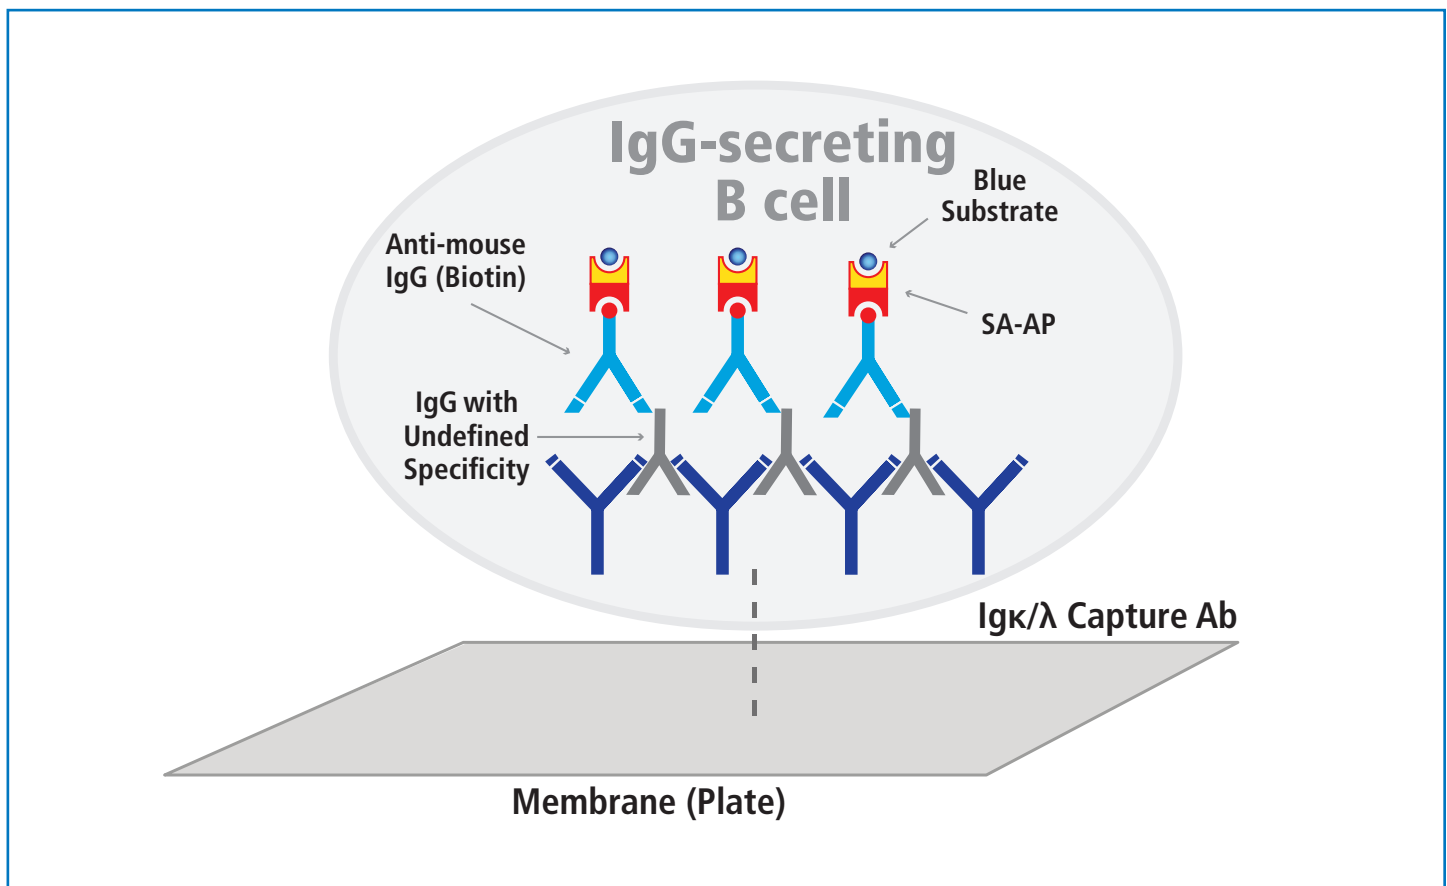 IgG-secreting
B cell
Blue
Substrate
Anti-mouse
IgG (Biotin)
SA-AP
IgG with
Undefined
Specificity
Igκ/λ Capture Ab
Membrane (Plate)